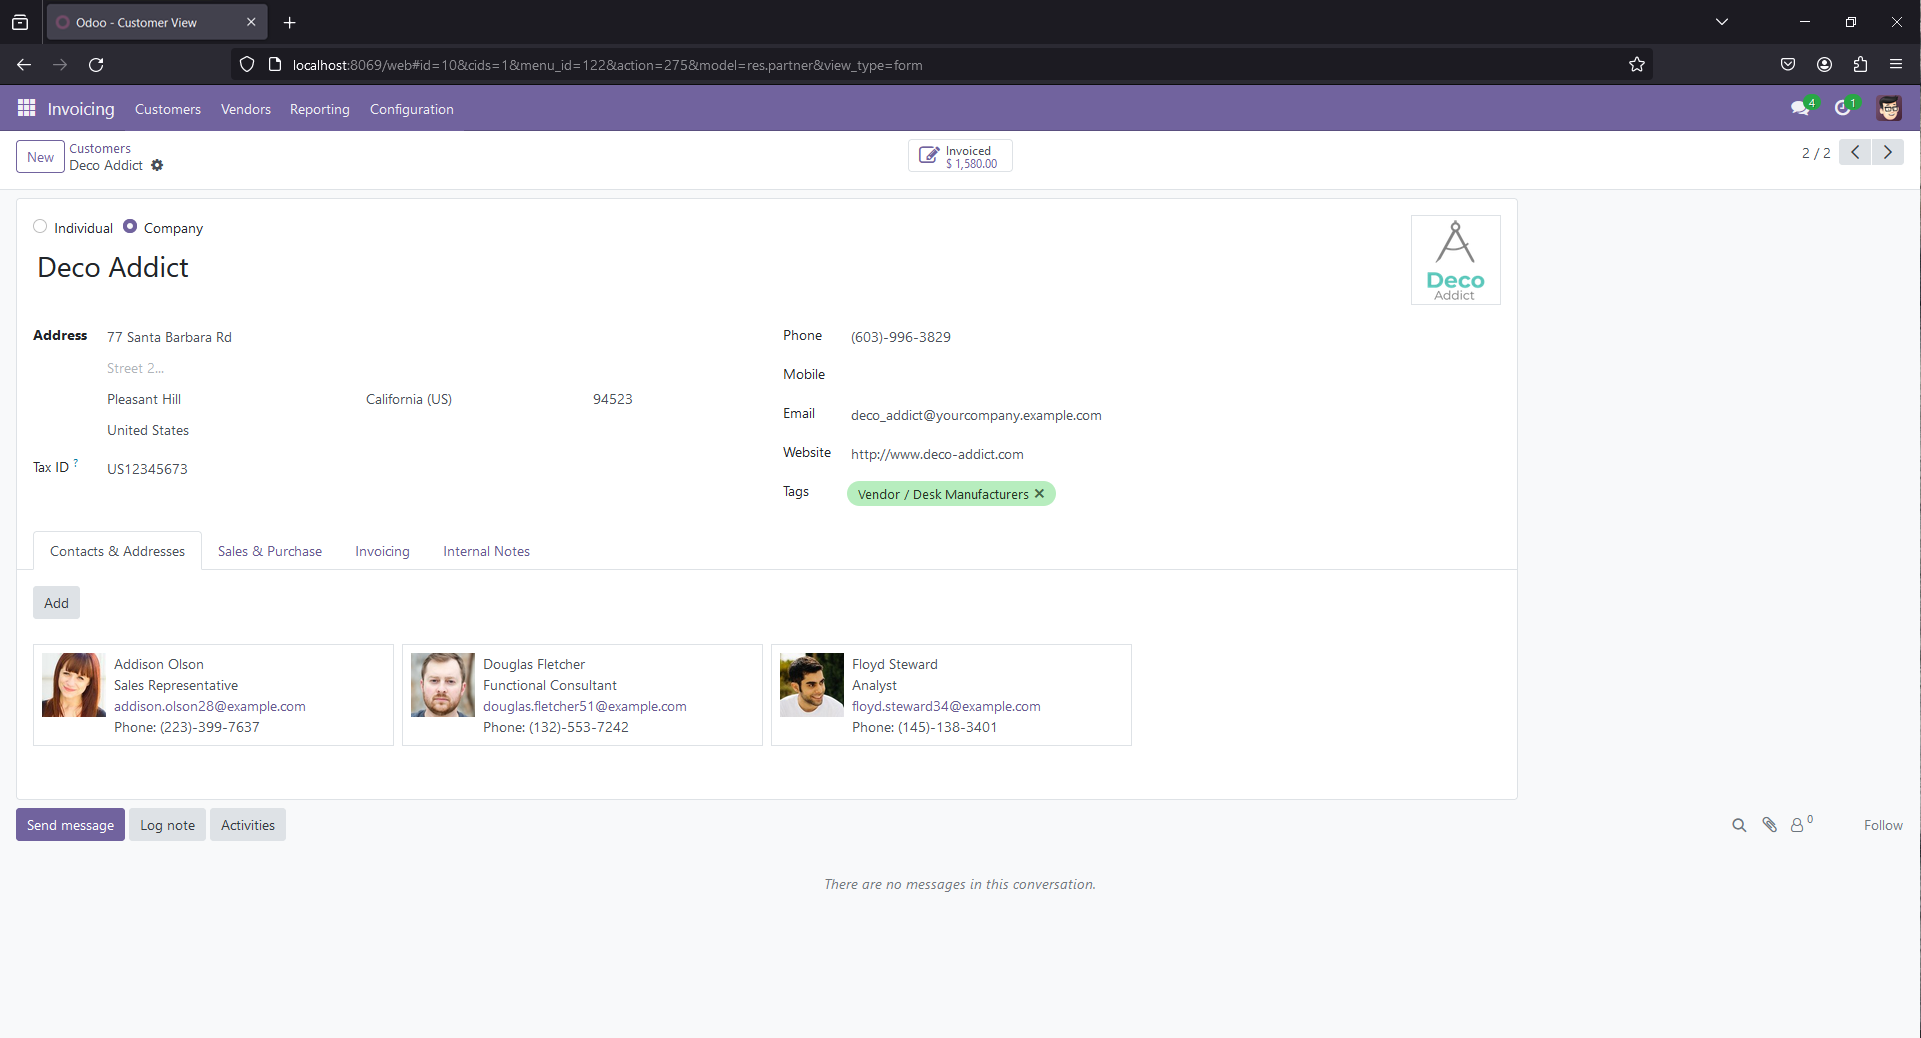 Odoo - Customer View
localhost:8069/web#id=10&cids=1&menu_id=122&action=275&model=res.partner&view_type=form
Invoicing Customers Vendors Reporting Configuration 4 1
New Customers
Deco Addict
Invoiced
$ 1,580.00
2 / 2
Individual Company
Deco Addict
Deco
Addict
Address 77 Santa Barbara Rd
Street 2...
Pleasant Hill California (US) 94523
United States
Tax ID ? US12345673
Phone (603)-996-3829
Mobile
Email deco_addict@yourcompany.example.com
Website http://www.deco-addict.com
Tags Vendor / Desk Manufacturers
Contacts & Addresses Sales & Purchase Invoicing Internal Notes
Add
Addison Olson
Sales Representative
addison.olson28@example.com
Phone: (223)-399-7637
Douglas Fletcher
Functional Consultant
douglas.fletcher51@example.com
Phone: (132)-553-7242
Floyd Steward
Analyst
floyd.steward34@example.com
Phone: (145)-138-3401
Send message Log note Activities 0 Follow
There are no messages in this conversation.